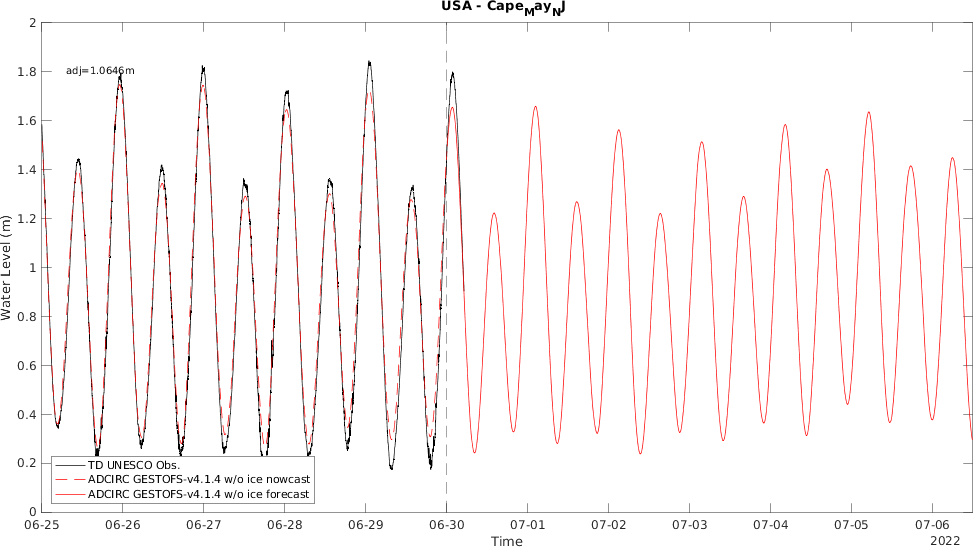 USA - CapeMayNJ
adj=1.0646m
2
1.8
1.6
1.4
1.2
1
0.8
0.6
0.4
0.2
0
Water Level (m)
TD UNESCO Obs.
ADCIRC GESTOFS-v4.1.4 w/o ice nowcast
ADCIRC GESTOFS-v4.1.4 w/o ice forecast
06-25 06-26 06-27 06-28 06-29 06-30 07-01 07-02 07-03 07-04 07-05 07-06
Time 2022